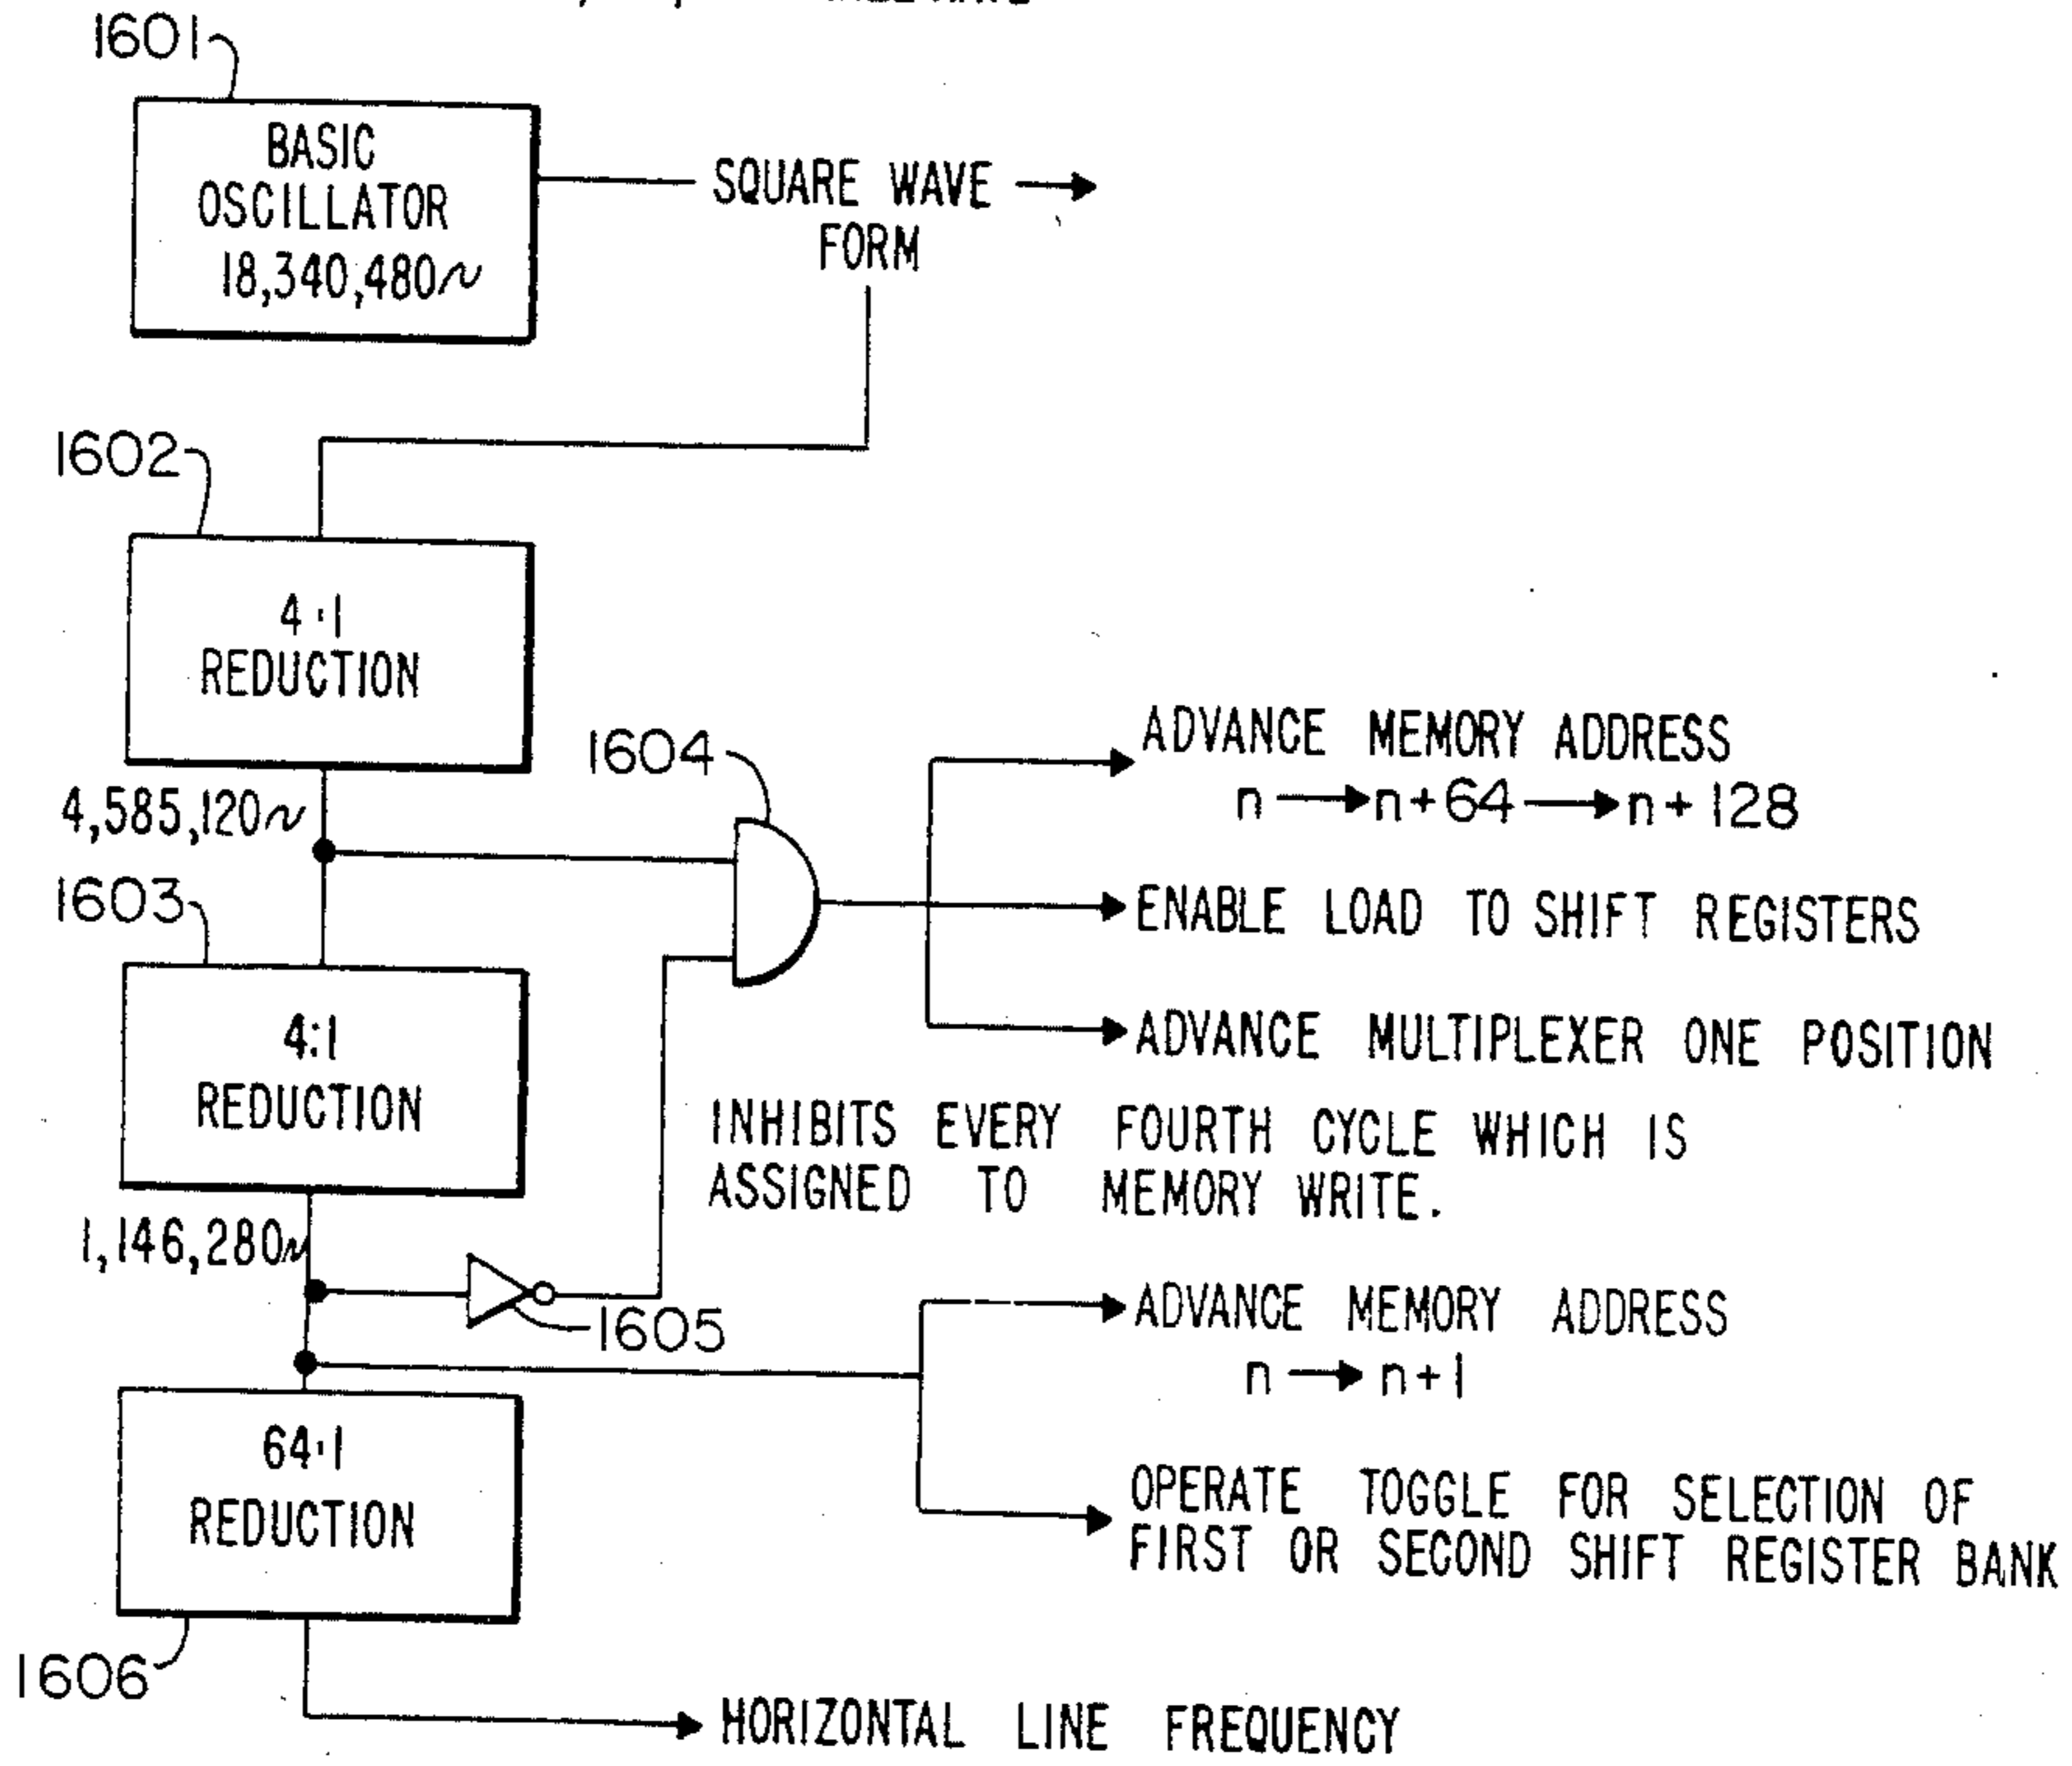 1601
BASIC
OSCILLATOR
18,340,480~
SQUARE WAVE
FORM
1602
4:1
REDUCTION
4,585,120~
1604
ADVANCE MEMORY ADDRESS
n → n+64 → n+128
1603
ENABLE LOAD TO SHIFT REGISTERS
4:1
REDUCTION
ADVANCE MULTIPLEXER ONE POSITION
INHIBITS EVERY FOURTH CYCLE WHICH IS
ASSIGNED TO MEMORY WRITE.
1,146,280~
1605
ADVANCE MEMORY ADDRESS
n → n+1
64:1
REDUCTION
OPERATE TOGGLE FOR SELECTION OF
FIRST OR SECOND SHIFT REGISTER BANK
1606
HORIZONTAL LINE FREQUENCY